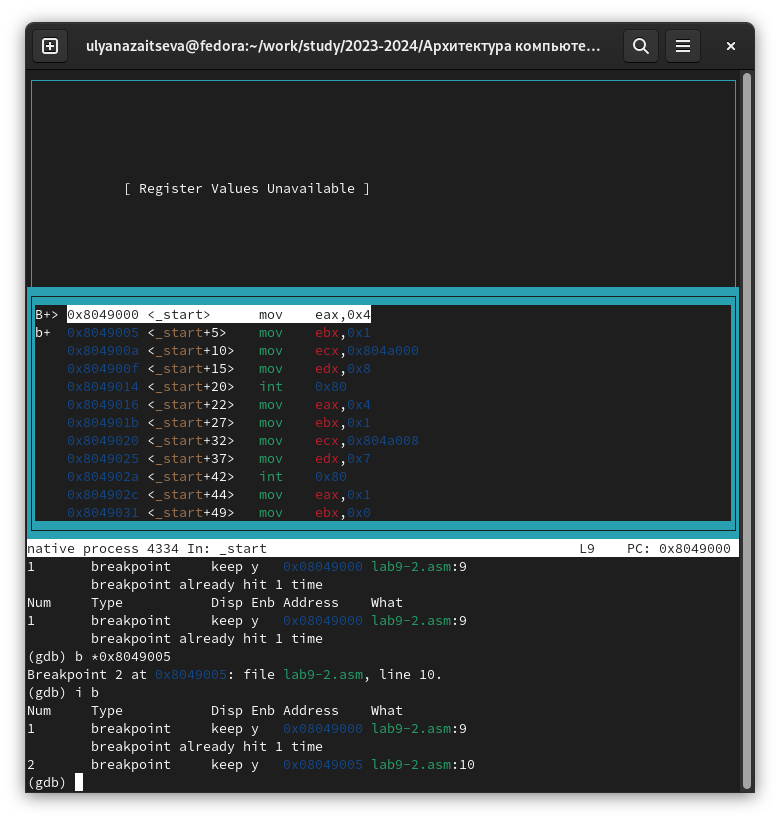 ulyanazaitseva@fedora:~/work/study/2023-2024/Архитектура компьюте…
[ Register Values Unavailable ]
B+> 0x8049000 <_start>      mov    eax,0x4
b+  0x8049005 <_start+5>    mov    ebx,0x1
    0x804900a <_start+10>   mov    ecx,0x804a000
    0x804900f <_start+15>   mov    edx,0x8
    0x8049014 <_start+20>   int    0x80
    0x8049016 <_start+22>   mov    eax,0x4
    0x804901b <_start+27>   mov    ebx,0x1
    0x8049020 <_start+32>   mov    ecx,0x804a008
    0x8049025 <_start+37>   mov    edx,0x7
    0x804902a <_start+42>   int    0x80
    0x804902c <_start+44>   mov    eax,0x1
    0x8049031 <_start+49>   mov    ebx,0x0
native process 4334 In: _start                                       L9    PC: 0x8049000
1       breakpoint     keep y   0x08049000 lab9-2.asm:9
        breakpoint already hit 1 time
Num     Type           Disp Enb Address    What
1       breakpoint     keep y   0x08049000 lab9-2.asm:9
        breakpoint already hit 1 time
(gdb) b *0x8049005
Breakpoint 2 at 0x8049005: file lab9-2.asm, line 10.
(gdb) i b
Num     Type           Disp Enb Address    What
1       breakpoint     keep y   0x08049000 lab9-2.asm:9
        breakpoint already hit 1 time
2       breakpoint     keep y   0x08049005 lab9-2.asm:10
(gdb)